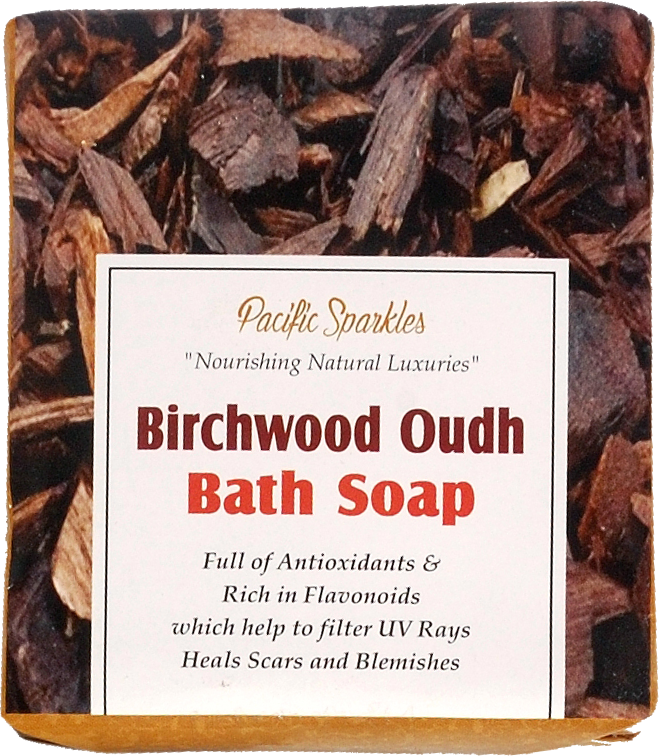 Pacific Sparkles
"Nourishing Natural Luxuries"
Birchwood Oudh
Bath Soap
Full of Antioxidants &
Rich in Flavonoids
which help to filter UV Rays
Heals Scars and Blemishes